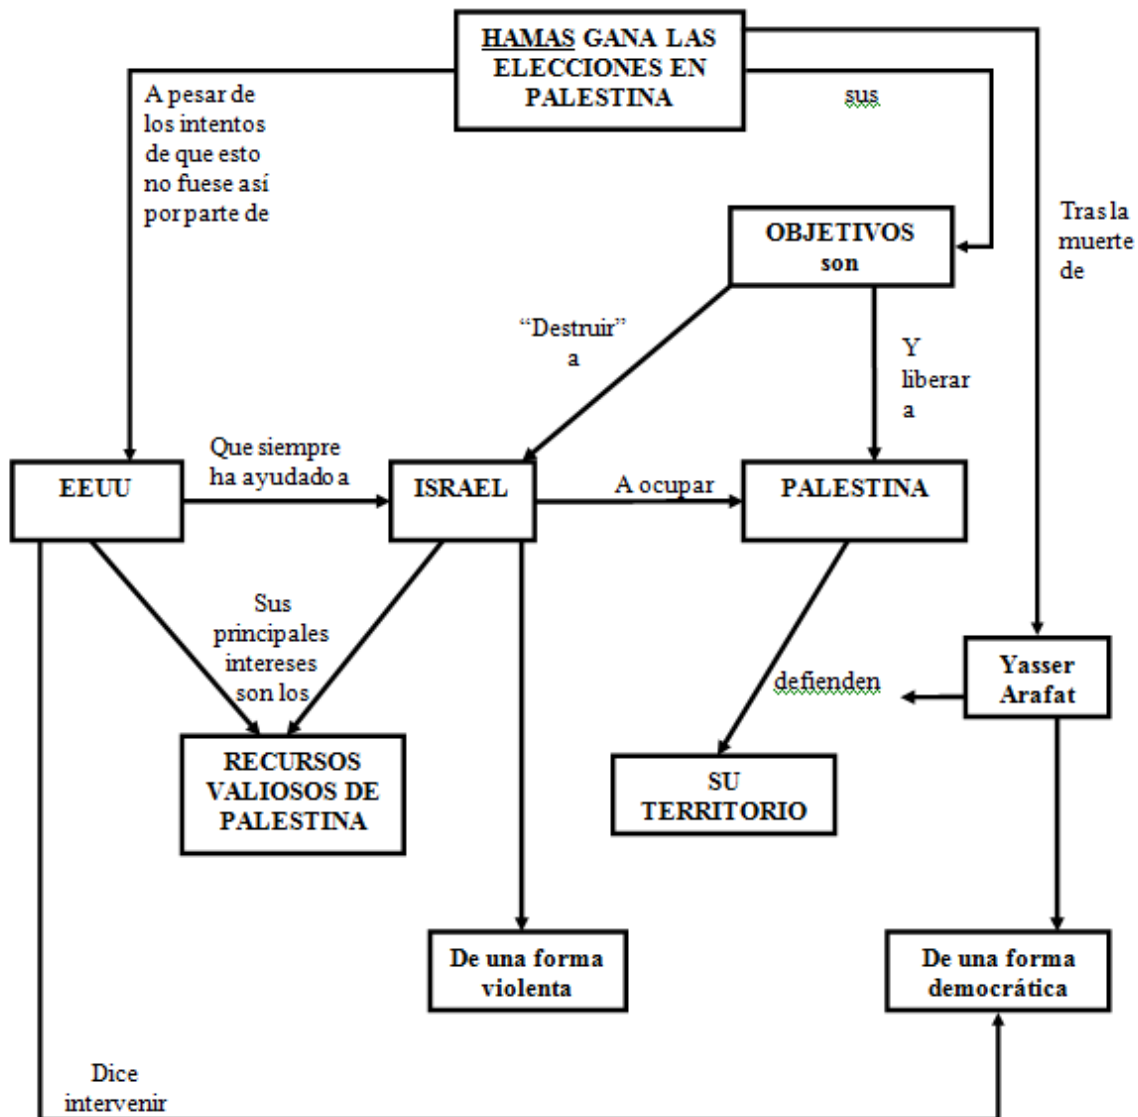 HAMAS GANA LAS
ELECCIONES EN
PALESTINA
A pesar de
los intentos
de que esto
no fuese así
por parte de
sus
Tras la
muerte
de
OBJETIVOS
son
“Destruir”
a
Y
liberar
a
EEUU
Que siempre
ha ayudado a
ISRAEL
A ocupar
PALESTINA
Sus
principales
intereses
son los
defienden
Yasser
Arafat
RECURSOS
VALIOSOS DE
PALESTINA
SU
TERRITORIO
De una forma
violenta
De una forma
democrática
Dice
intervenir